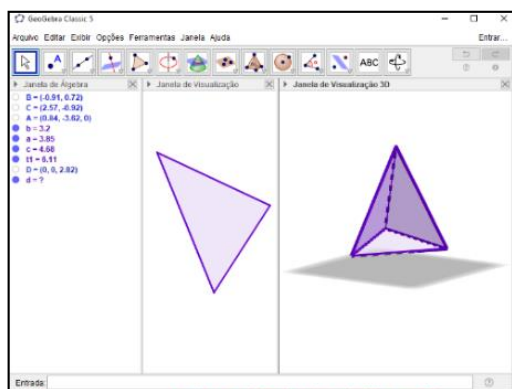 GeoGebra Classic 5
Arquivo Editar Exibir Opções Ferramentas Janela Ajuda Entrar...
ABC
Janela de Álgebra
Janela de Visualização
Janela de Visualização 3D
B = (-0.91, 0.72)
C = (2.57, -0.92)
A = (0.84, -3.62, 0)
b = 3.2
a = 3.85
c = 4.68
t1 = 6.11
D = (0, 0, 2.82)
d = ?
Entrada: